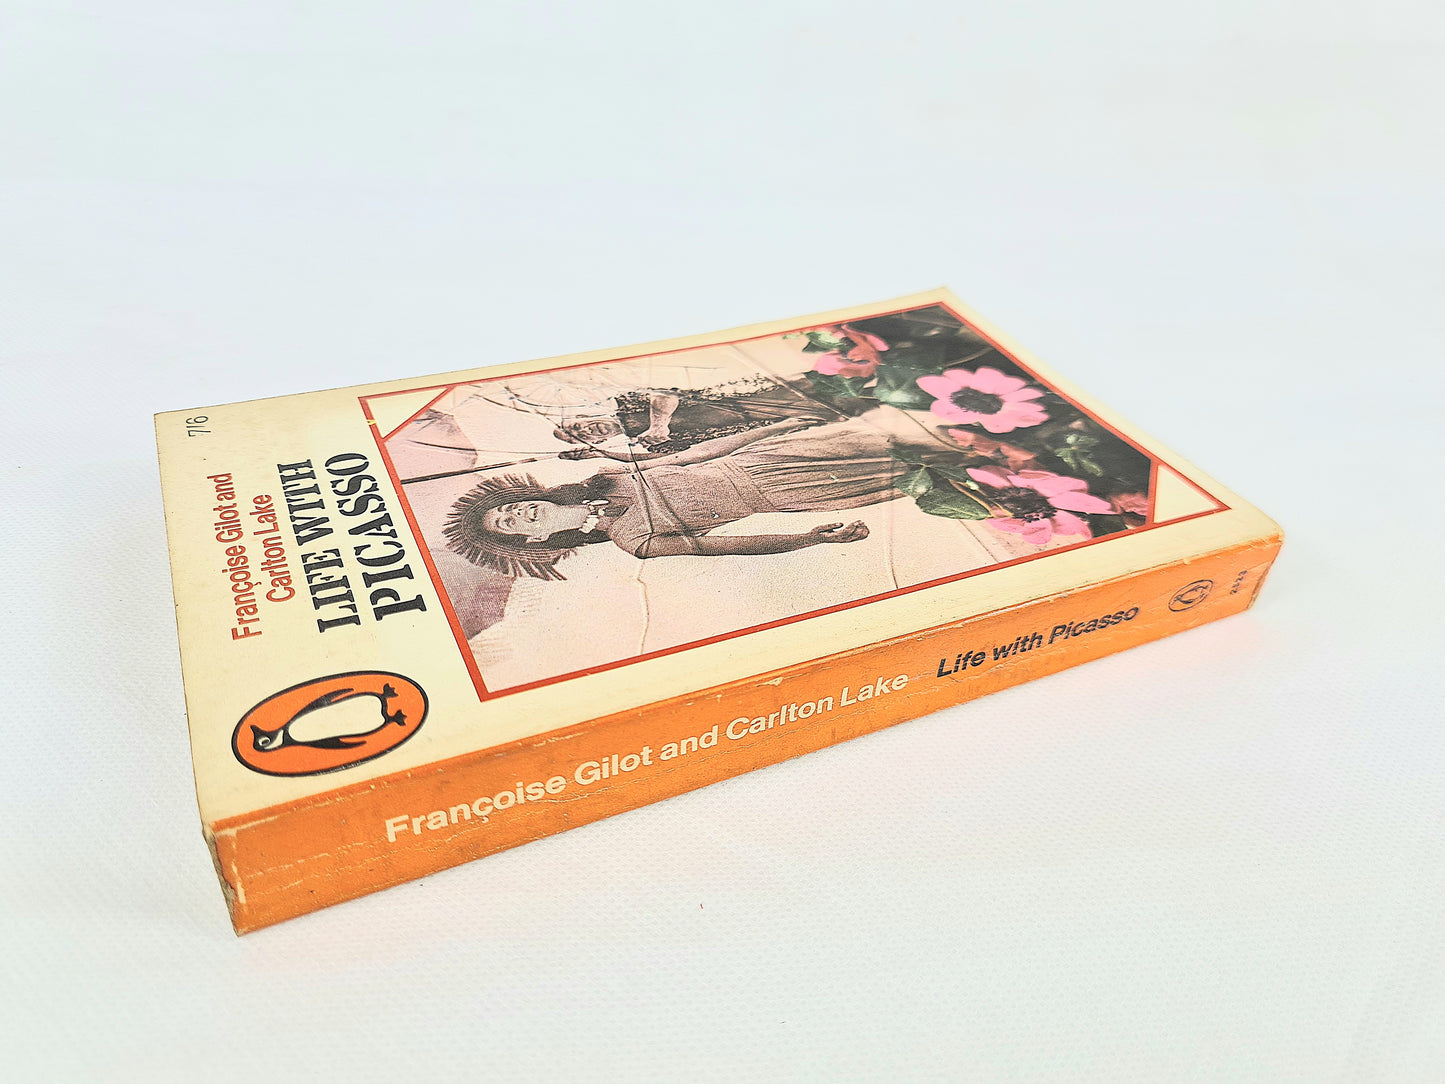 7/6
Françoise Gilot and
Carlton Lake
LIFE WITH
PICASSO
Françoise Gilot and Carlton Lake Life with Picasso